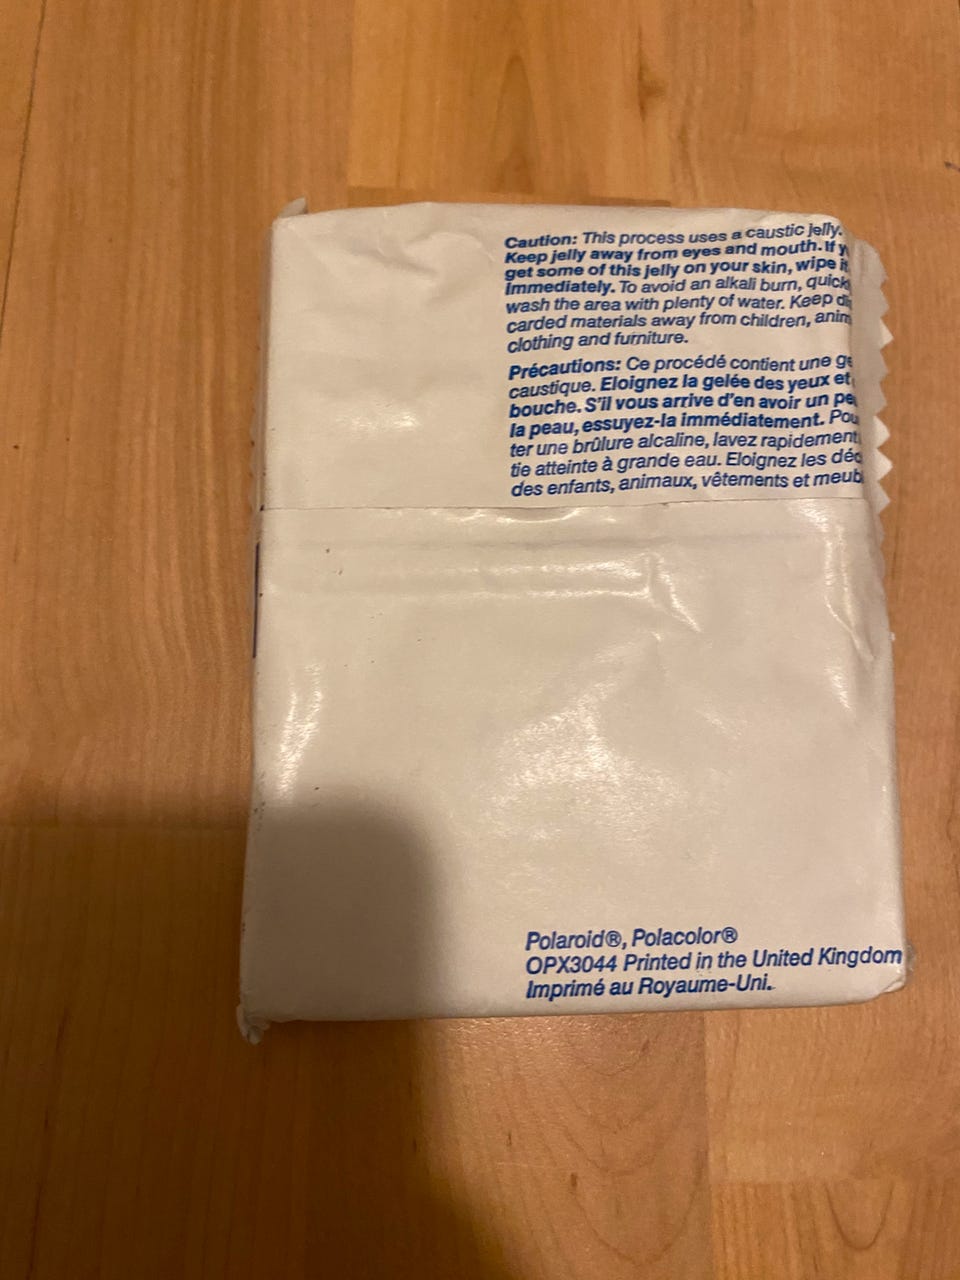 Caution: This process uses a caustic jelly.
Keep jelly away from eyes and mouth. If
get some of this jelly on your skin, wipe
immediately. To avoid an alkali burn,
wash the area with plenty of water. Keep
carded materials away from children,
clothing and furniture.
Précautions: Ce procédé contient une
caustique. Eloignez la gelée des yeux et
bouche. S'il vous arrive d'en avoir un
la peau, essuyez-la immédiatement.
ter une brûlure alcaline, lavez rapidement
tie atteinte à grande eau. Eloignez les
des enfants, animaux, vêtements et
Polaroid®, Polacolor®
OPX3044 Printed in the United Kingdom
Imprimé au Royaume-Uni.